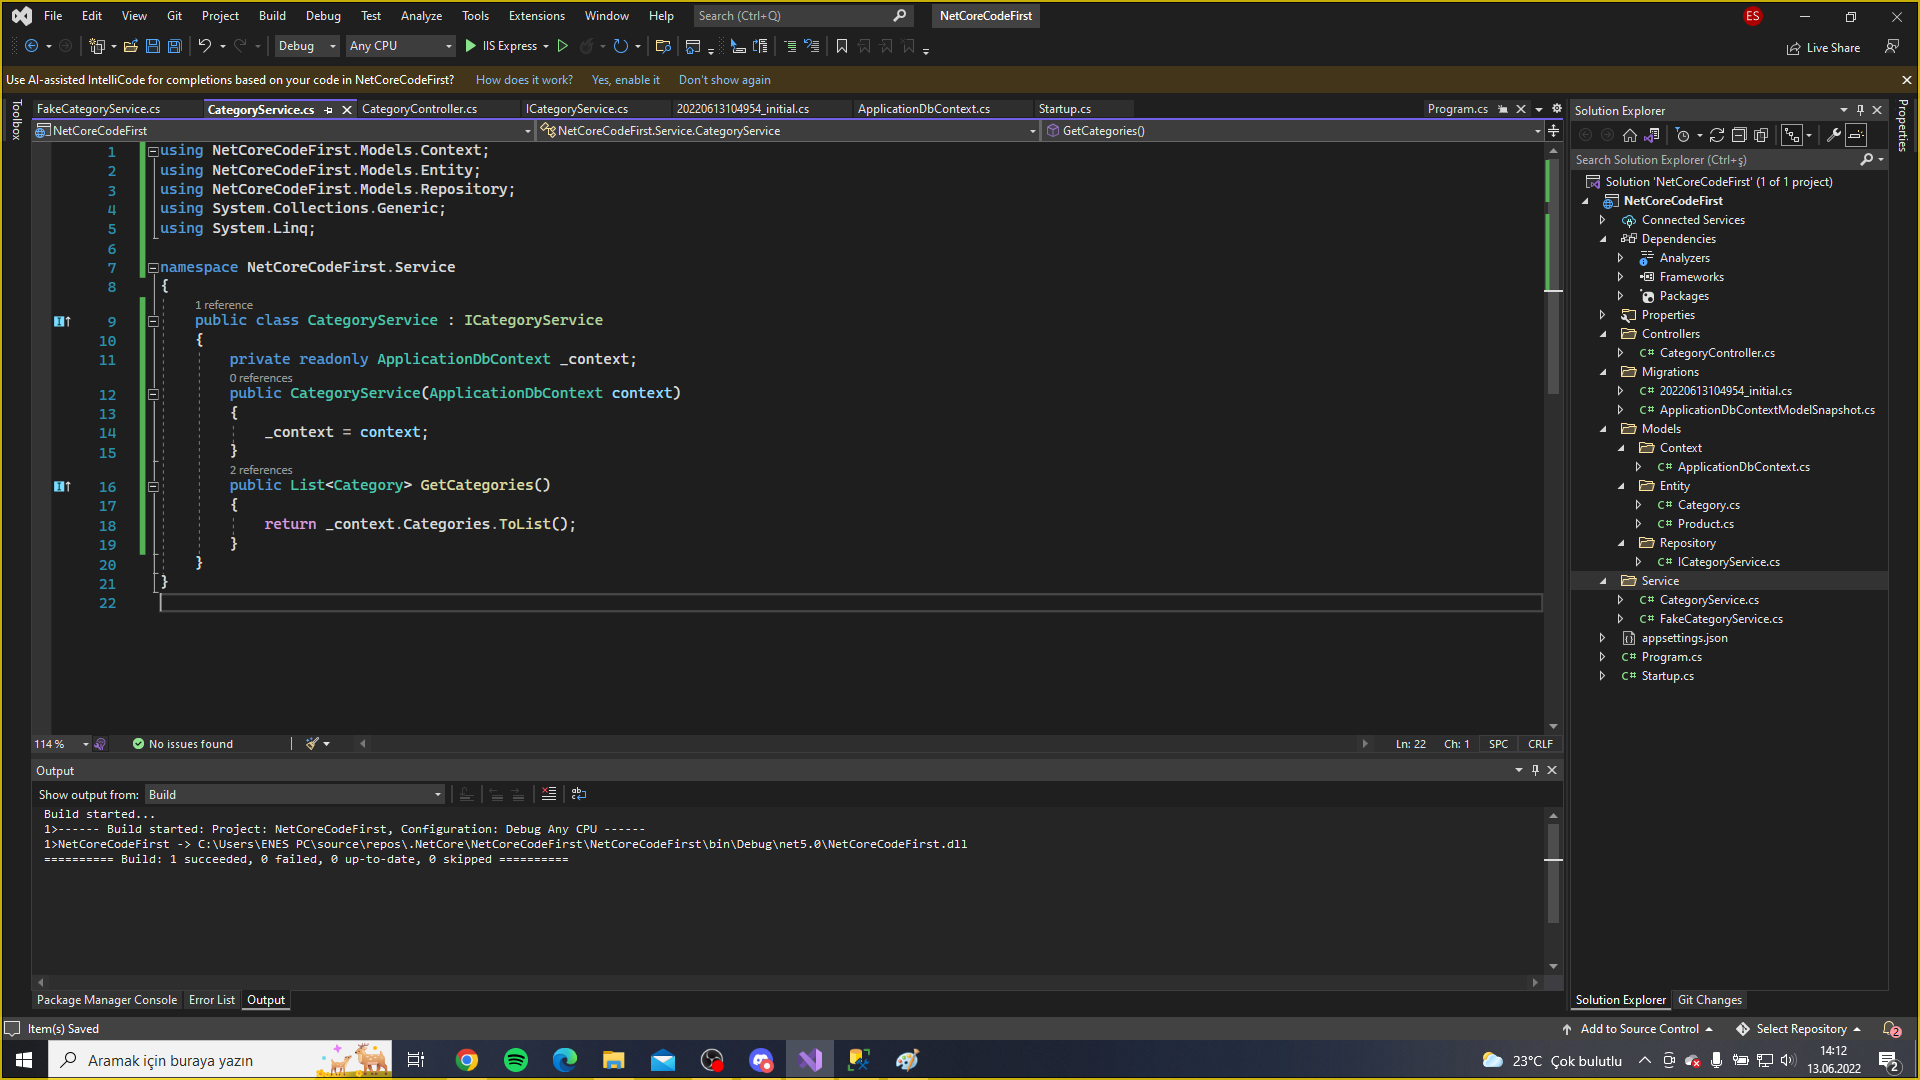 File Edit View Git Project Build Debug Test Analyze Tools Extensions Window Help Search (Ctrl+Q) NetCoreCodeFirst ES
Debug Any CPU IIS Express Live Share
Use AI-assisted IntelliCode for completions based on your code in NetCoreCodeFirst? How does it work? Yes, enable it Don't show again
Toolbox
FakeCategoryService.cs CategoryService.cs CategoryController.cs ICategoryService.cs 20220613104954_initial.cs ApplicationDbContext.cs Startup.cs Program.cs
NetCoreCodeFirst NetCoreCodeFirst.Service.CategoryService GetCategories()
1 using NetCoreCodeFirst.Models.Context;
2 using NetCoreCodeFirst.Models.Entity;
3 using NetCoreCodeFirst.Models.Repository;
4 using System.Collections.Generic;
5 using System.Linq;
6
7 namespace NetCoreCodeFirst.Service
8 {
1 reference
9 public class CategoryService : ICategoryService
10 {
11 private readonly ApplicationDbContext _context;
0 references
12 public CategoryService(ApplicationDbContext context)
13 {
14 _context = context;
15 }
2 references
16 public List<Category> GetCategories()
17 {
18 return _context.Categories.ToList();
19 }
20 }
21 }
22
114 % No issues found Ln: 22 Ch: 1 SPC CRLF
Output
Show output from: Build
Build started...
1>------ Build started: Project: NetCoreCodeFirst, Configuration: Debug Any CPU ------
1>NetCoreCodeFirst -> C:\Users\ENES PC\source\repos\.NetCore\NetCoreCodeFirst\NetCoreCodeFirst\bin\Debug\net5.0\NetCoreCodeFirst.dll
========== Build: 1 succeeded, 0 failed, 0 up-to-date, 0 skipped ==========
Package Manager Console Error List Output
Solution Explorer
Search Solution Explorer (Ctrl+ş)
Solution 'NetCoreCodeFirst' (1 of 1 project)
NetCoreCodeFirst
Connected Services
Dependencies
Analyzers
Frameworks
Packages
Properties
Controllers
C# CategoryController.cs
Migrations
C# 20220613104954_initial.cs
C# ApplicationDbContextModelSnapshot.cs
Models
Context
C# ApplicationDbContext.cs
Entity
C# Category.cs
C# Product.cs
Repository
C# ICategoryService.cs
Service
C# CategoryService.cs
C# FakeCategoryService.cs
appsettings.json
C# Program.cs
C# Startup.cs
Solution Explorer Git Changes
Properties
Item(s) Saved Add to Source Control Select Repository 2
Aramak için buraya yazın 23°C Çok bulutlu 14:12
13.06.2022 2